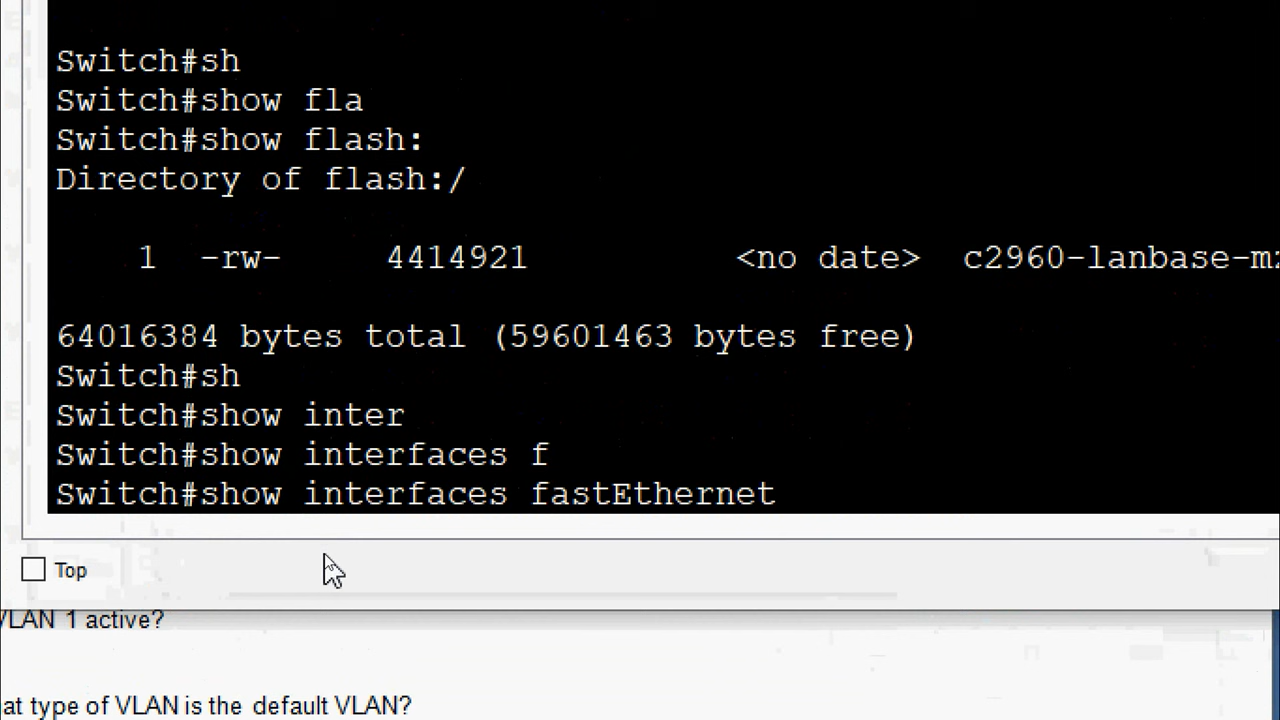 Switch#sh
Switch#show fla
Switch#show flash:
Directory of flash:/
1 -rw- 4414921 <no date> c2960-lanbase-mz
64016384 bytes total (59601463 bytes free)
Switch#sh
Switch#show inter
Switch#show interfaces f
Switch#show interfaces fastEthernet
Top
VLAN 1 active?
at type of VLAN is the default VLAN?